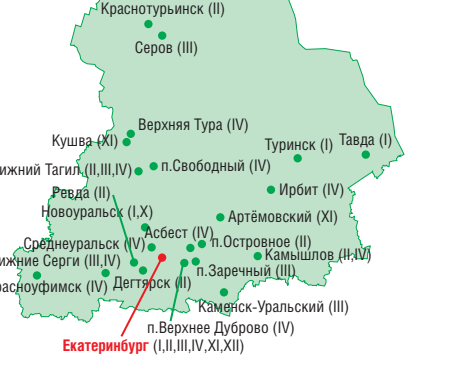 Краснотурьинск (II)
Серов (III)
Верхняя Тура (IV)
Кушва (XI)
Туринск (I)
Тавда (I)
ижний Тагил (II,III,IV)
п.Свободный (IV)
Ревда (II)
Ирбит (IV)
Новоуральск (I,X)
Артёмовский (XI)
Асбест (IV)
Среднеуральск (IV)
п.Островное (II)
Камышлов (II,IV)
ижние Серги (III,IV)
п.Заречный (III)
расноуфимск (IV)
Дегтярск (II)
Каменск-Уральский (III)
п.Верхнее Дуброво (IV)
Екатеринбург (I,II,III,IV,XI,XII)